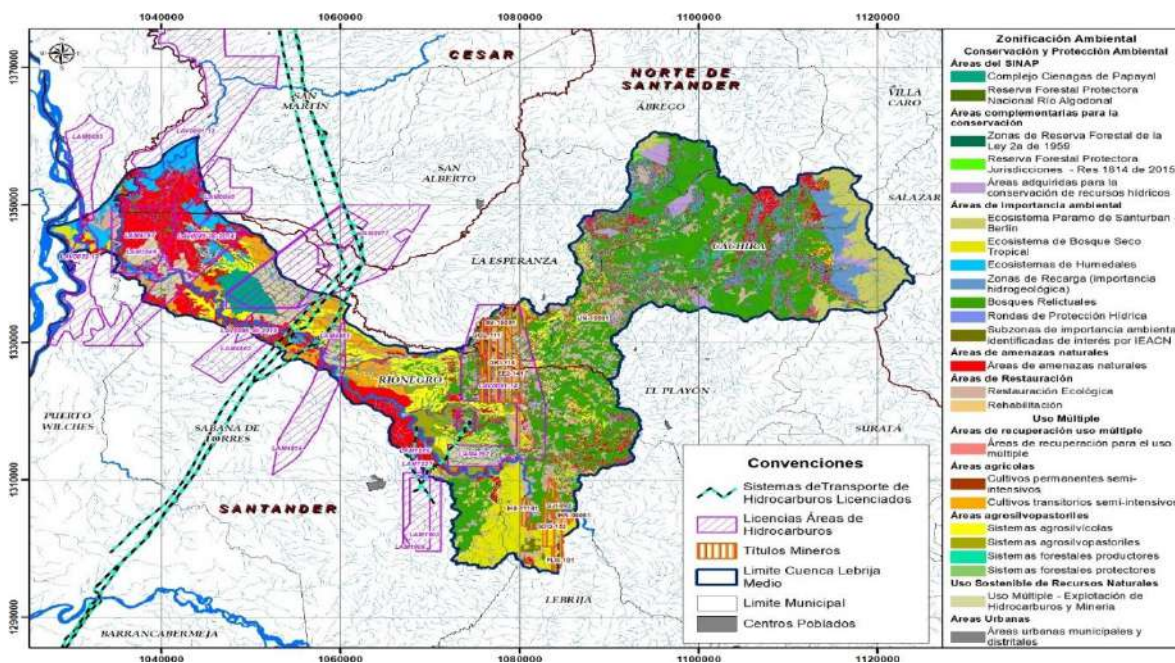 1040000
1060000
1080000
1100000
1120000
1370000
1350000
1330000
1310000
1290000
CESAR
NORTE DE
SANTANDER
ÁBREGO
VILLA
CARO
SAN
MARTÍN
SAN
ALBERTO
SALAZAR
CACHIRA
LA ESPERANZA
RIONEGRO
EL PLAYÓN
PUERTO
WILCHES
SABANA DE
TORRES
SURATA
SANTANDER
LEBRIJA
BARRANCABERMEJA
1040000
1060000
1080000
1100000
1120000
Convenciones
Sistemas deTransporte de
Hidrocarburos Licenciados
Licencias Áreas de
Hidrocarburos
Títulos Mineros
Limite Cuenca Lebrija
Medio
Limite Municipal
Centros Poblados
Zonificación Ambiental
Conservación y Protección Ambiental
Áreas del SINAP
Complejo Cienagas de Papayal
Reserva Forestal Protectora
Nacional Río Algodonal
Áreas complementarias para la
conservación
Zonas de Reserva Forestal de la
Ley 2a de 1959
Reserva Forestal Protectora
Jurisdicciones - Res 1814 de 2015
Áreas adquiridas para la
conservación de recursos hídricos
Áreas de importancia ambiental
Ecosistema Paramo de Santurban
Berlín
Ecosistema de Bosque Seco
Tropical
Ecosistemas de Humedales
Zonas de Recarga (importancia
hidrogeológica)
Bosques Relictuales
Rondas de Protección Hídrica
Subzonas de importancia ambiental
identificadas de interés por IEACN
Áreas de amenazas naturales
Áreas de amenazas naturales
Áreas de Restauración
Restauración Ecológica
Rehabilitación
Uso Múltiple
Áreas de recuperación uso múltiple
Áreas de recuperación para el uso
múltiple
Áreas agrícolas
Cultivos permanentes semi-
intensivos
Cultivos transitorios semi-intensivos
Áreas agrosilvopastoriles
Sistemas agrosilvícolas
Sistemas agrosilvopastoriles
Sistemas forestales productores
Sistemas forestales protectores
Uso Sostenible de Recursos Naturales
Uso Múltiple - Explotación de
Hidrocarburos y Minería
Áreas Urbanas
Áreas urbanas municipales y
distritales